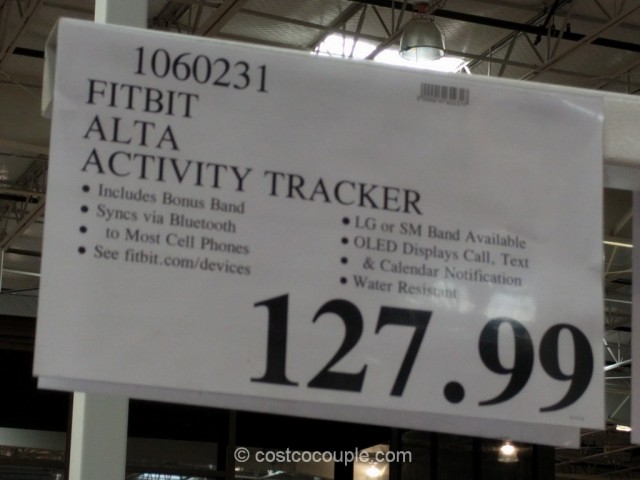 1060231
FITBIT
ALTA
ACTIVITY TRACKER
• Includes Bonus Band
• Syncs via Bluetooth
• to Most Cell Phones
• See fitbit.com/devices
• LG or SM Band Available
• OLED Displays Call, Text
• & Calendar Notification
• Water Resistant
127.99
© costcocouple.com